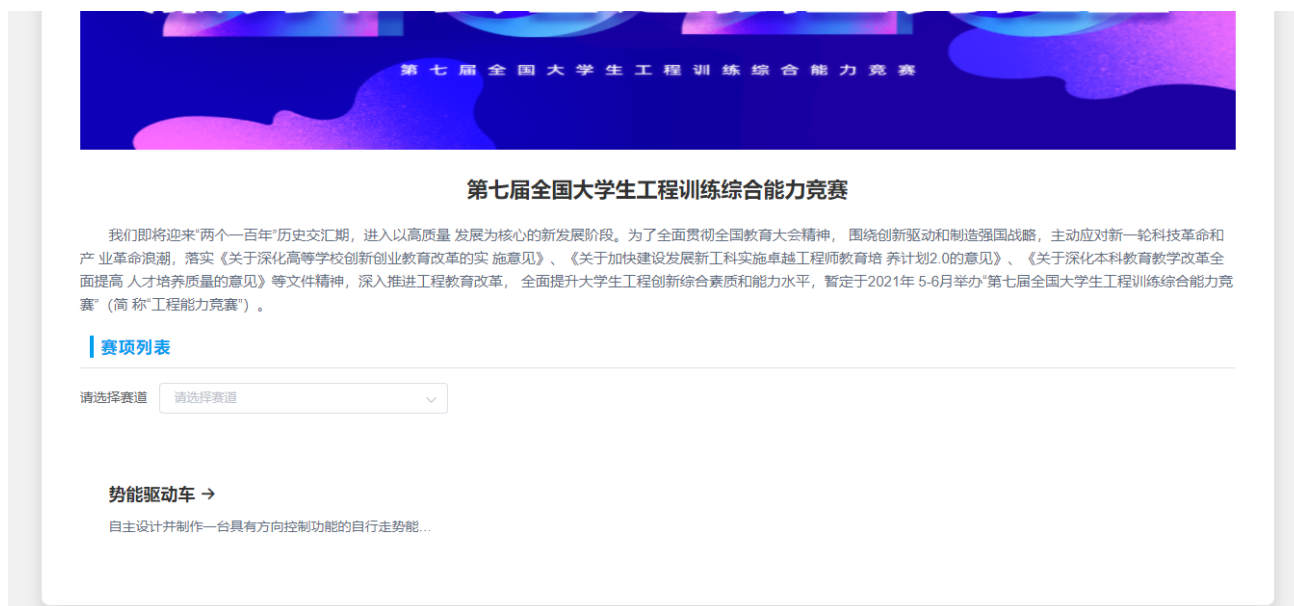 第七届全国大学生工程训练综合能力竞赛
第七届全国大学生工程训练综合能力竞赛
我们即将迎来“两个一百年”历史交汇期，进入以高质量 发展为核心的新发展阶段。为了全面贯彻全国教育大会精神， 围绕创新驱动和制造强国战略，主动应对新一轮科技革命和
产 业革命浪潮，落实《关于深化高等学校创新创业教育改革的实 施意见》、《关于加快建设发展新工科实施卓越工程师教育培 养计划2.0的意见》、《关于深化本科教育教学改革全
面提高 人才培养质量的意见》等文件精神，深入推进工程教育改革， 全面提升大学生工程创新综合素质和能力水平，暂定于2021年 5-6月举办“第七届全国大学生工程训练综合能力竞
赛”（简 称“工程能力竞赛”）。
赛项列表
请选择赛道 请选择赛道
势能驱动车 →
自主设计并制作一台具有方向控制功能的自行走势能...